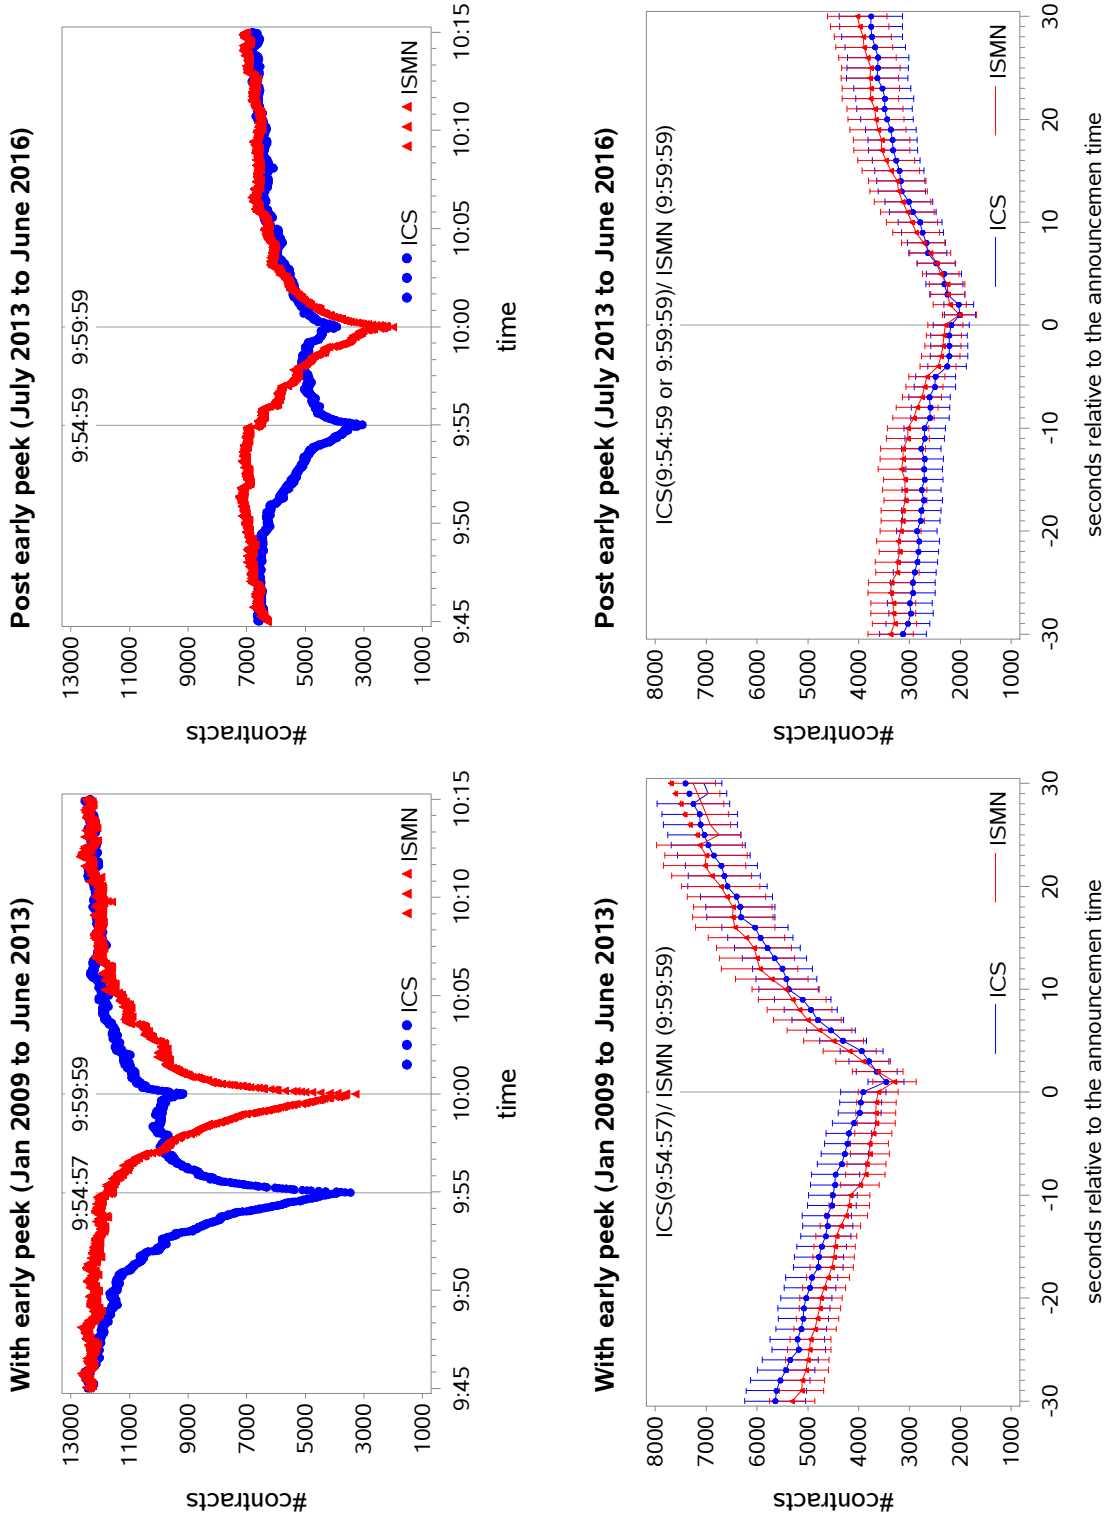 With early peek (Jan 2009 to June 2013)
9:54:57
9:59:59
13000
11000
9000
7000
5000
3000
1000
#contracts
9:45
9:50
9:55
10:00
10:05
10:10
10:15
time
ICS
ISMN
Post early peek (July 2013 to June 2016)
9:54:59
9:59:59
13000
11000
9000
7000
5000
3000
1000
#contracts
9:45
9:50
9:55
10:00
10:05
10:10
10:15
time
ICS
ISMN
With early peek (Jan 2009 to June 2013)
ICS(9:54:57)/ ISMN (9:59:59)
8000
7000
6000
5000
4000
3000
2000
1000
#contracts
-30
-20
-10
0
10
20
30
seconds relative to the announcemen time
ICS
ISMN
Post early peek (July 2013 to June 2016)
ICS(9:54:59 or 9:59:59)/ ISMN (9:59:59)
8000
7000
6000
5000
4000
3000
2000
1000
#contracts
-30
-20
-10
0
10
20
30
seconds relative to the announcemen time
ICS
ISMN